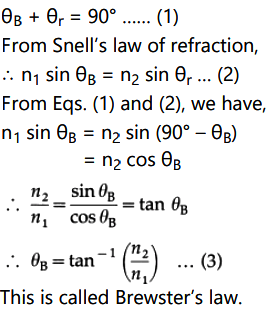 θB + θr = 90° ...... (1)
From Snell's law of refraction,
∴ n1 sin θB = n2 sin θr ... (2)
From Eqs. (1) and (2), we have,
n1 sin θB = n2 sin (90° – θB)
= n2 cos θB
∴ n2/n1 = sin θB/cos θB = tan θB
∴ θB = tan⁻¹ (n2/n1) ... (3)
This is called Brewster's law.